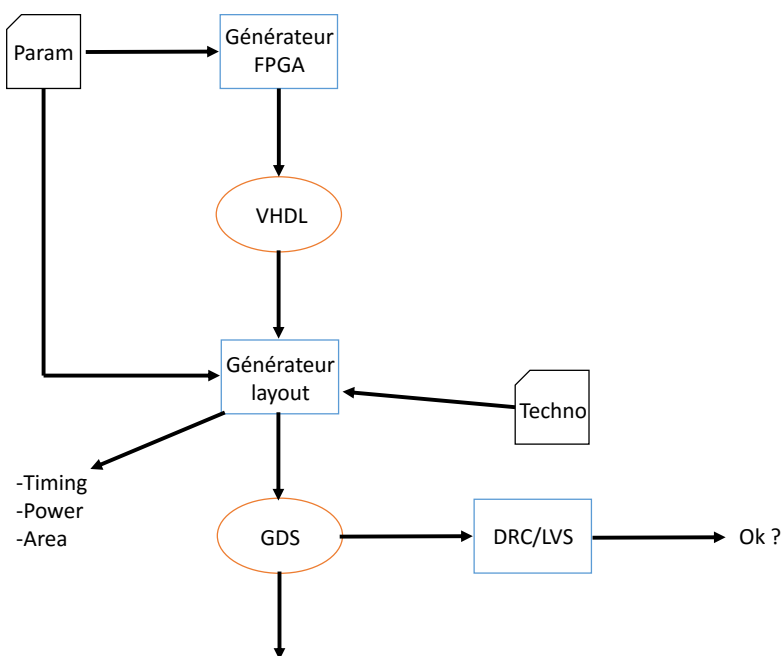 Param
Générateur
FPGA
VHDL
Générateur
layout
Techno
-Timing
-Power
-Area
GDS
DRC/LVS
Ok ?